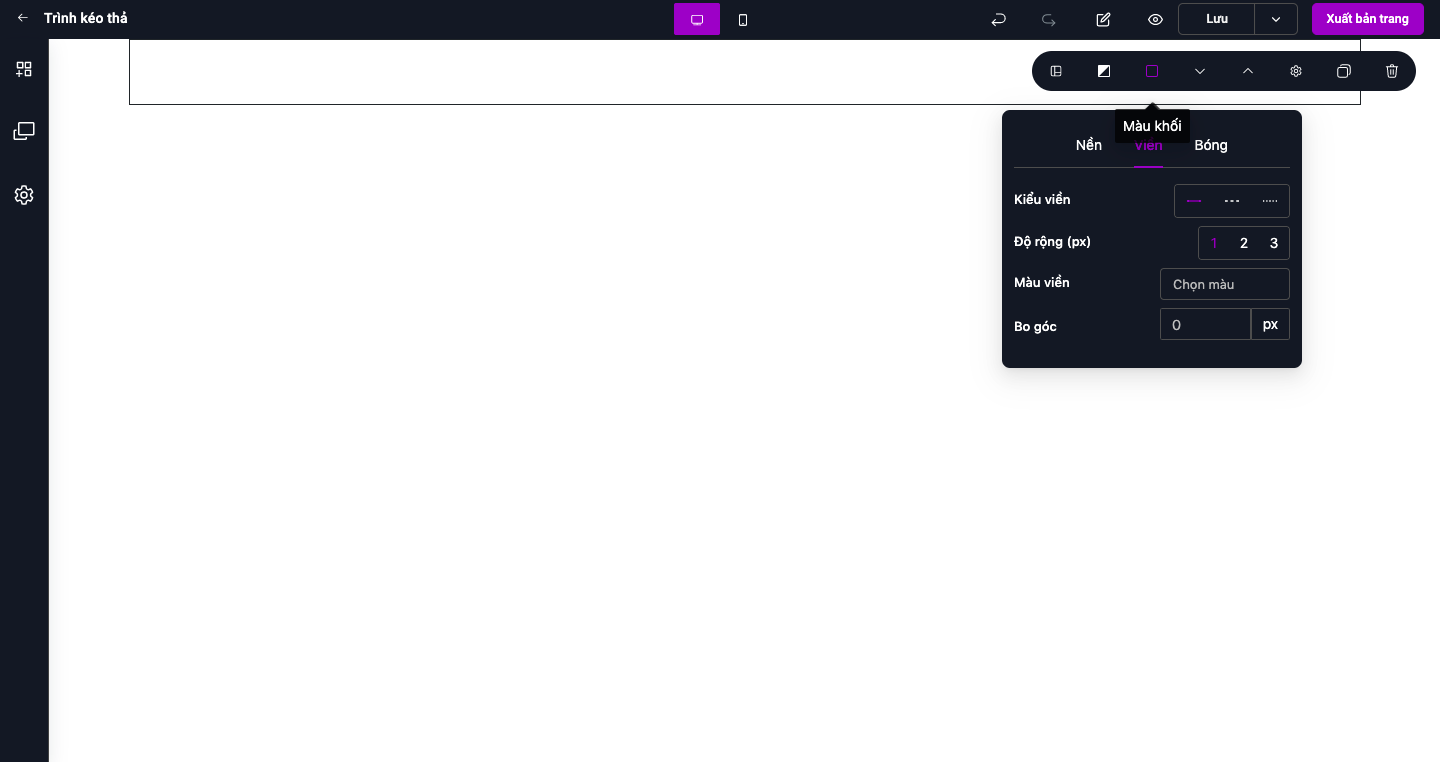 Trình kéo thả
Lưu
Xuất bản trang
Màu khối
Nền
Viền
Bóng
Kiểu viền
Độ rộng (px)
1 2 3
Màu viền
Chọn màu
Bo góc
0
px